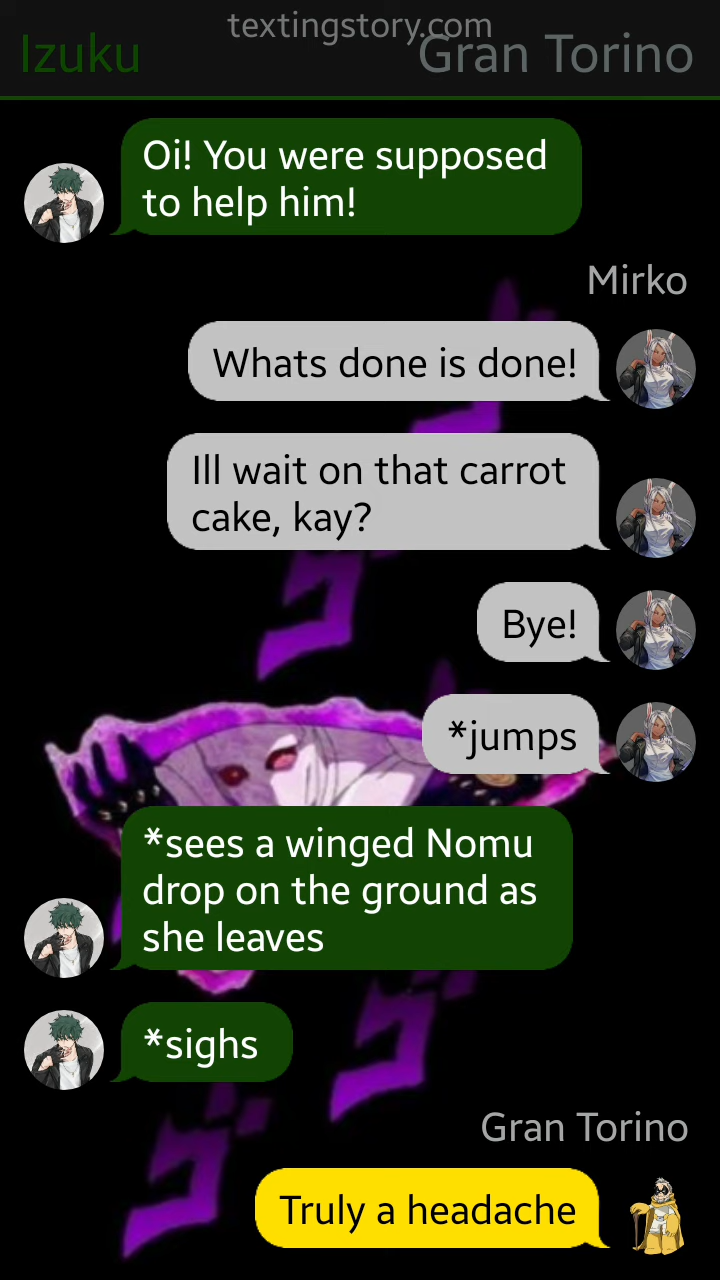 textingstory.com
Izuku
Gran Torino
Oi! You were supposed
to help him!
Mirko
Whats done is done!
Ill wait on that carrot
cake, kay?
Bye!
*jumps
*sees a winged Nomu
drop on the ground as
she leaves
*sighs
Gran Torino
Truly a headache